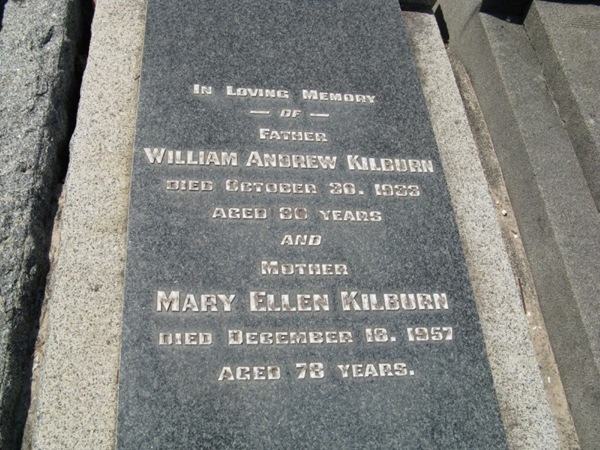 In Loving Memory
— OF —
Father
William Andrew Kilburn
Died October 30. 1933
Aged years
AND
Mother
Mary Ellen Kilburn
Died December 18. 1957
Aged 78 years.